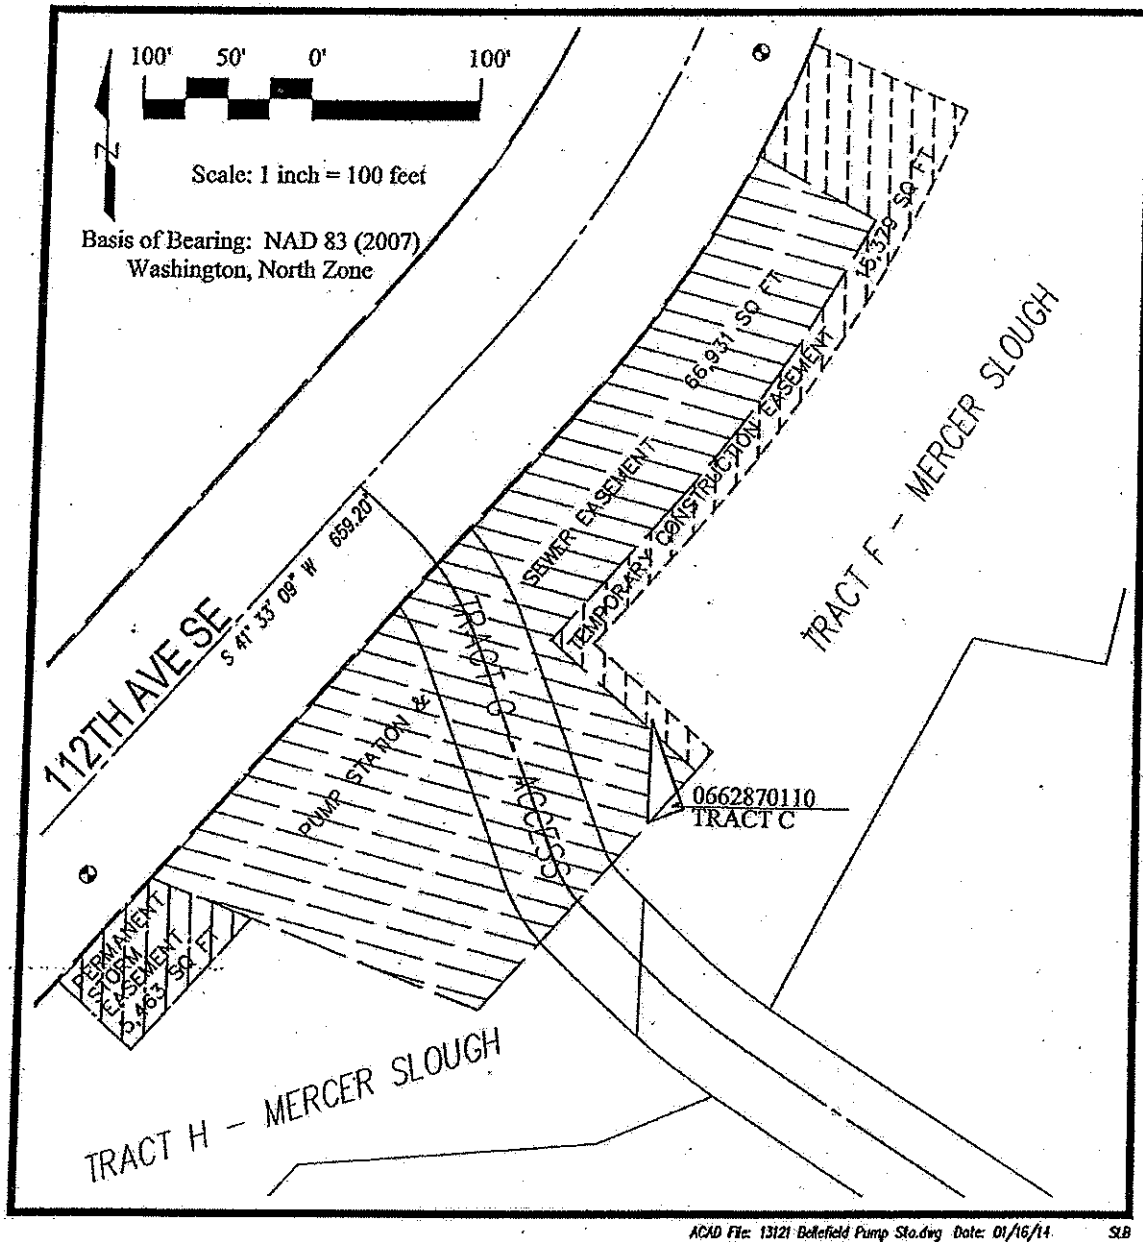 100' 50' 0' 100'
N
Scale: 1 inch = 100 feet
Basis of Bearing: NAD 83 (2007)
Washington, North Zone
15,379 SQ FT
66,931 SQ FT
SEWER EASEMENT
TEMPORARY CONSTRUCTION EASEMENT
TRACT F - MERCER SLOUGH
112TH AVE SE
S 41° 33' 09" W 659.20'
TRACT C
ACCESS
PUMP STATION &
0662870110
TRACT C
PERMANENT
STORM
EASEMENT
5,463 SQ FT
TRACT H - MERCER SLOUGH
ACAD File: 13121 Bellefield Pump Sta.dwg Date: 01/16/14 SLB